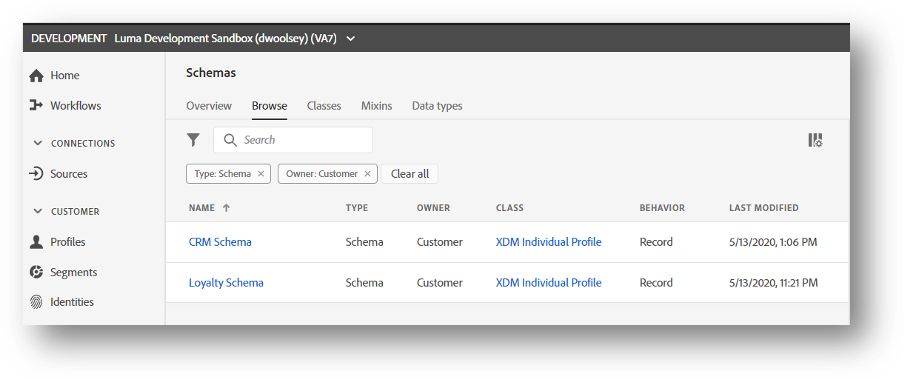 DEVELOPMENT Luma Development Sandbox (dwoolsey) (VA7)
Home
Workflows
CONNECTIONS
Sources
CUSTOMER
Profiles
Segments
Identities
Schemas
Overview Browse Classes Mixins Data types
Search
Type: Schema × Owner: Customer × Clear all
NAME ↑ TYPE OWNER CLASS BEHAVIOR LAST MODIFIED
CRM Schema Schema Customer XDM Individual Profile Record 5/13/2020, 1:06 PM
Loyalty Schema Schema Customer XDM Individual Profile Record 5/13/2020, 11:21 PM